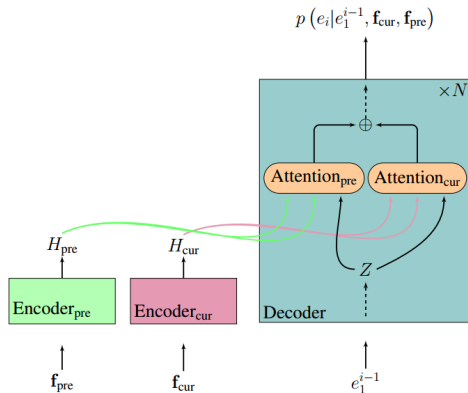 p (e_i|e_1^{i-1}, f_cur, f_pre)
×N
⊕
Attention_pre Attention_cur
H_pre H_cur
Z
Encoder_pre Encoder_cur Decoder
f_pre f_cur e_1^{i-1}